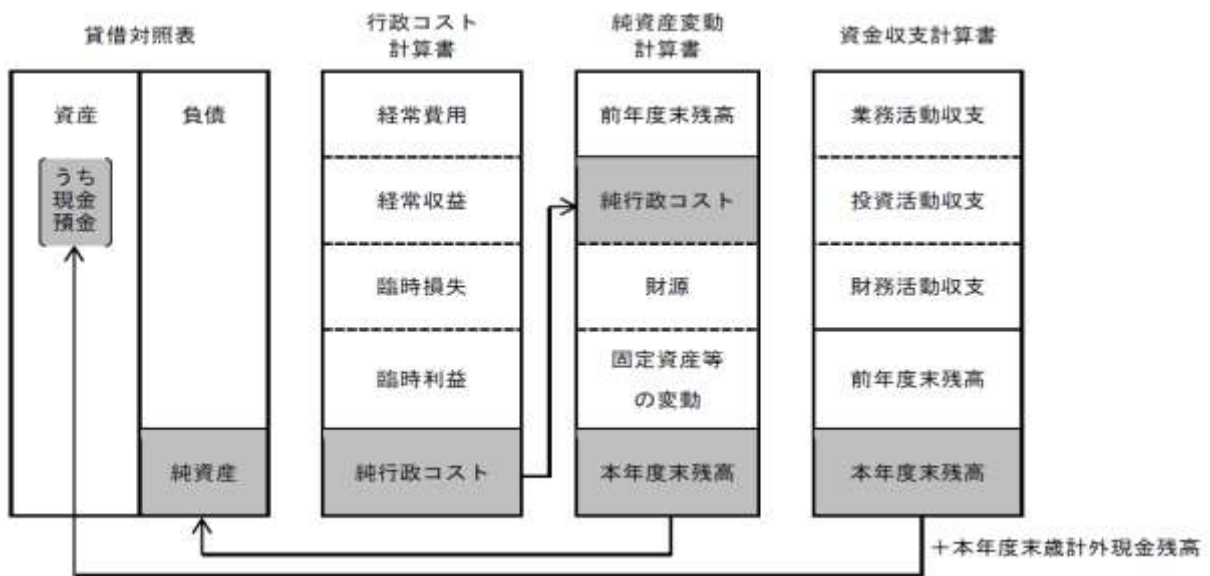 貸借対照表
資産
うち
現金
預金
負債
純資産
行政コスト
計算書
経常費用
経常収益
臨時損失
臨時利益
純行政コスト
純資産変動
計算書
前年度末残高
純行政コスト
財源
固定資産等
の変動
本年度末残高
資金収支計算書
業務活動収支
投資活動収支
財務活動収支
前年度末残高
本年度末残高
＋本年度末歳計外現金残高